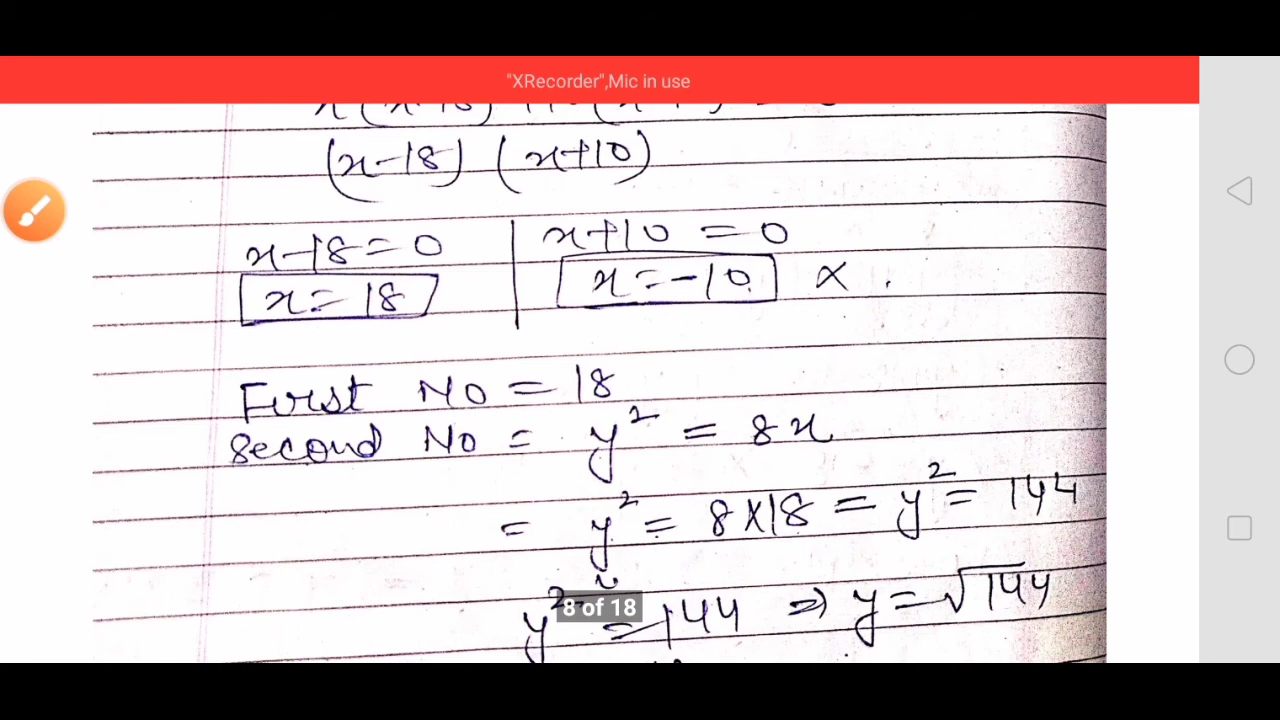 "XRecorder",Mic in use
(x-18) (x+10)
x-18=0 x+10 = 0
x=18 x=-10 ×
First No = 18
Second No = y² = 8x
= y² = 8×18 = y² = 144
y² = 144 ⇒ y = √144
8 of 18